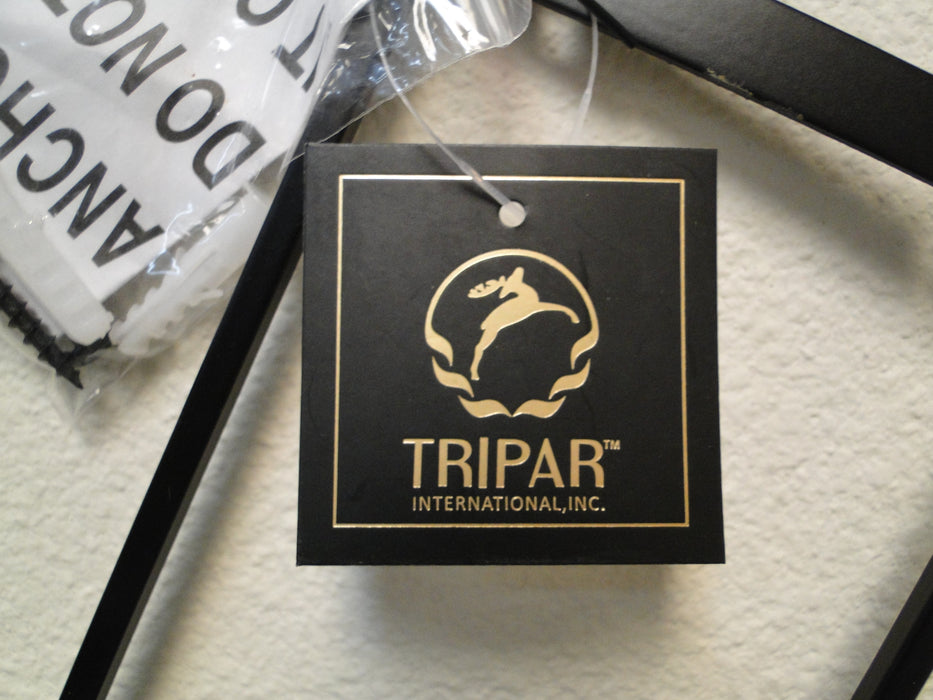 ANCHO
DO NO
TRIPAR™
INTERNATIONAL,INC.